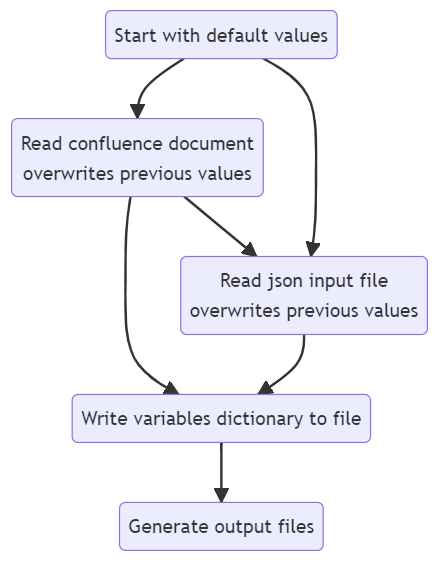 Start with default values
Read confluence document
overwrites previous values
Read json input file
overwrites previous values
Write variables dictionary to file
Generate output files